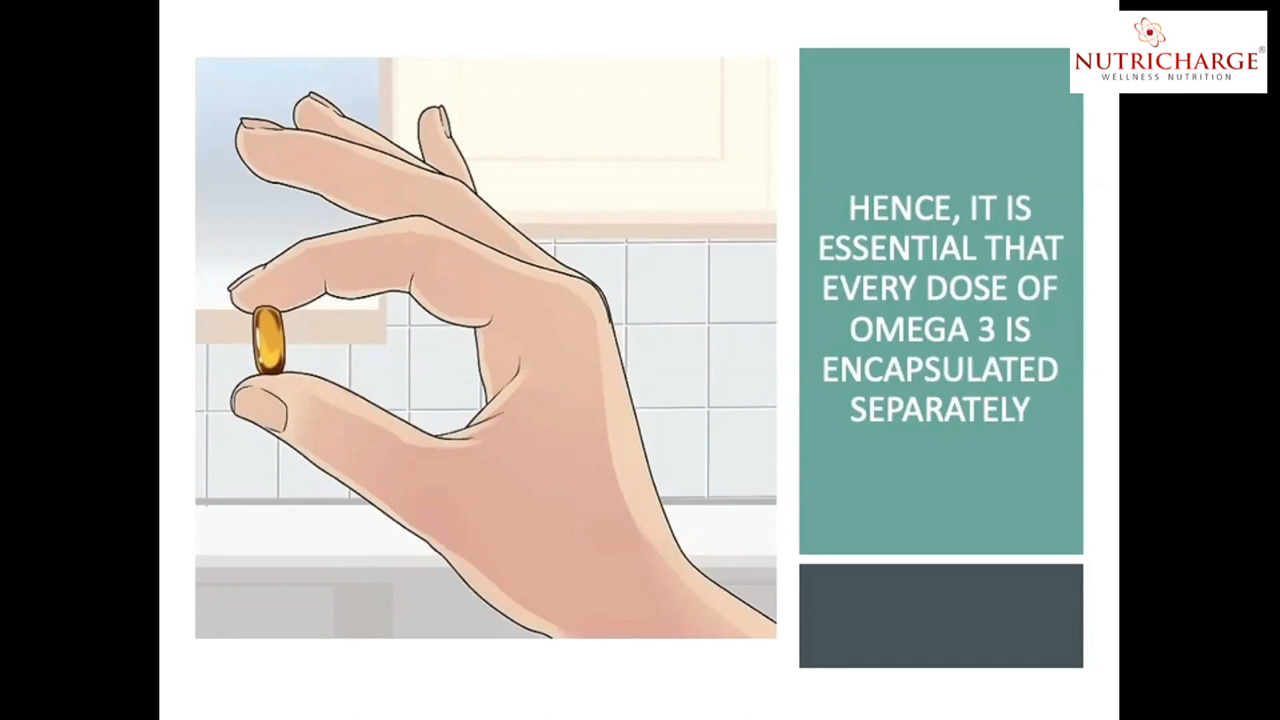 NUTRICHARGE®
WELLNESS NUTRITION
HENCE, IT IS
ESSENTIAL THAT
EVERY DOSE OF
OMEGA 3 IS
ENCAPSULATED
SEPARATELY